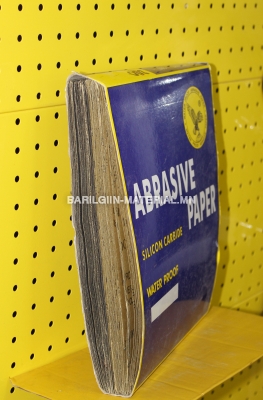 ABRASIVE
PAPER
BARILGIIN-MATERIAL.MN
SILICON CARBIDE
WATER PROOF